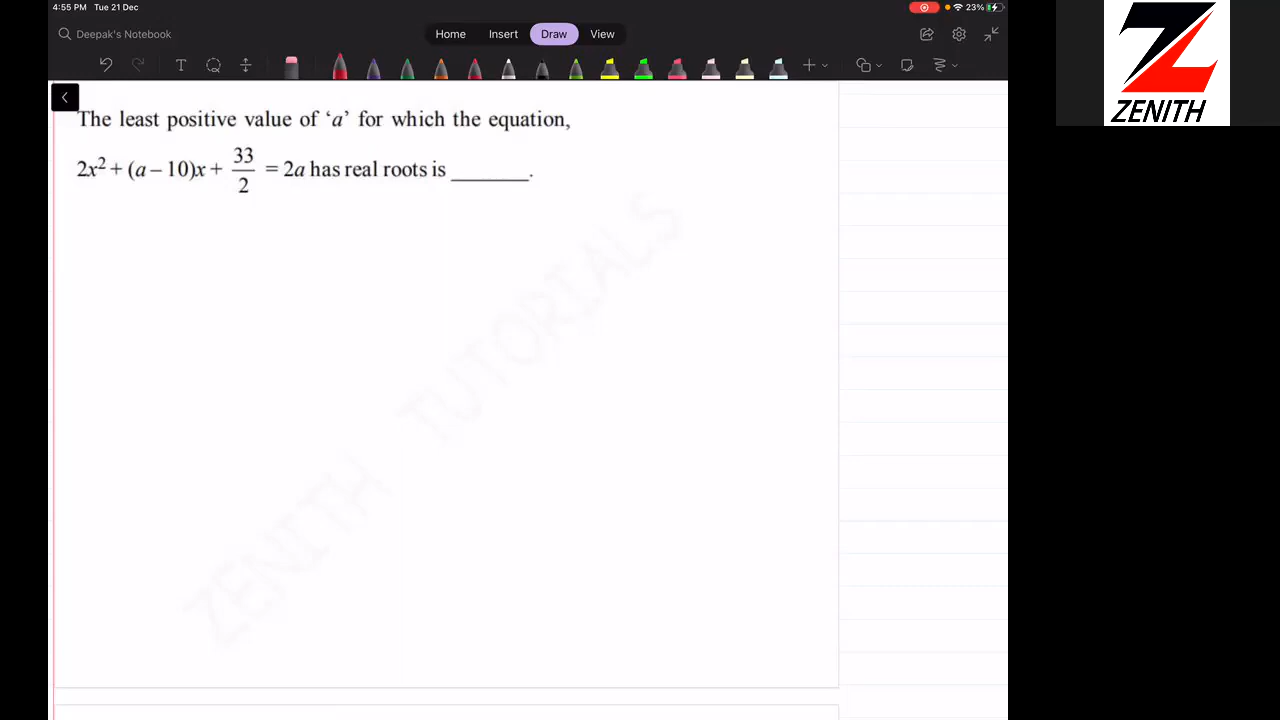 4:55 PM Tue 21 Dec
23%
Deepak's Notebook
Home Insert Draw View
ZENITH
The least positive value of ‘a’ for which the equation,
2x² + (a – 10)x + 33/2 = 2a has real roots is _______.
ZENITH TUTORIALS